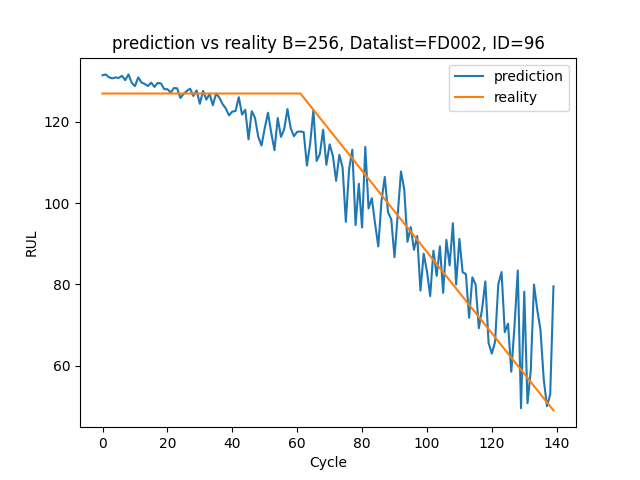 prediction vs reality B=256, Datalist=FD002, ID=96
prediction
reality
RUL
120
100
80
60
0 20 40 60 80 100 120 140
Cycle